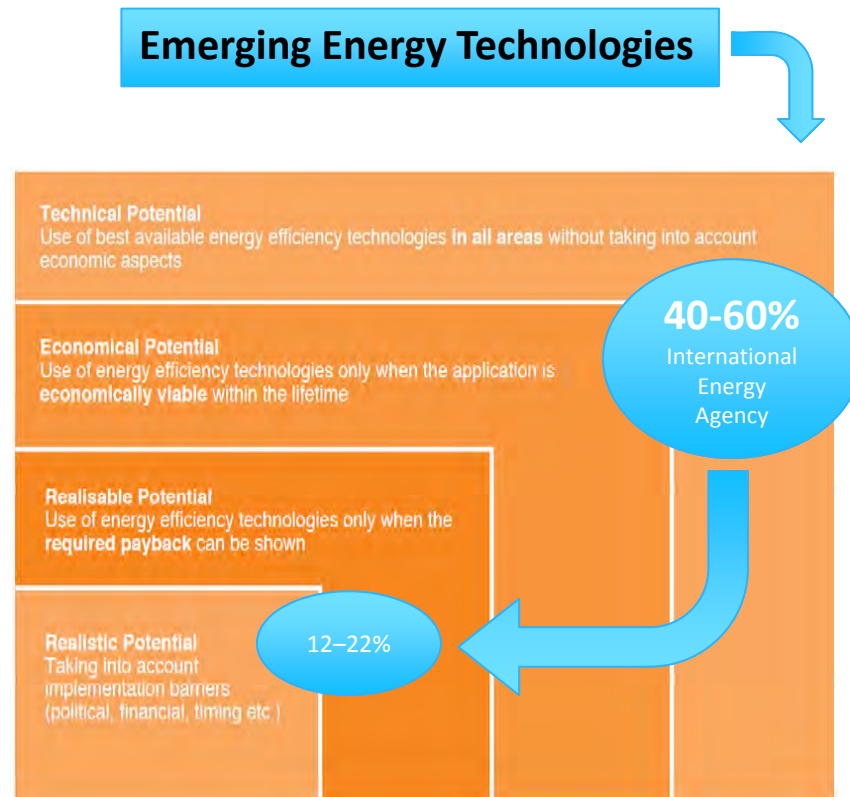 Emerging Energy Technologies
Technical Potential
Use of best available energy efficiency technologies in all areas without taking into account
economic aspects
40-60%
International
Energy
Agency
Economical Potential
Use of energy efficiency technologies only when the application is
economically viable within the lifetime
Realisable Potential
Use of energy efficiency technologies only when the
required payback can be shown
Realistic Potential
Taking into account
implementation barriers
(political, financial, timing etc )
12–22%